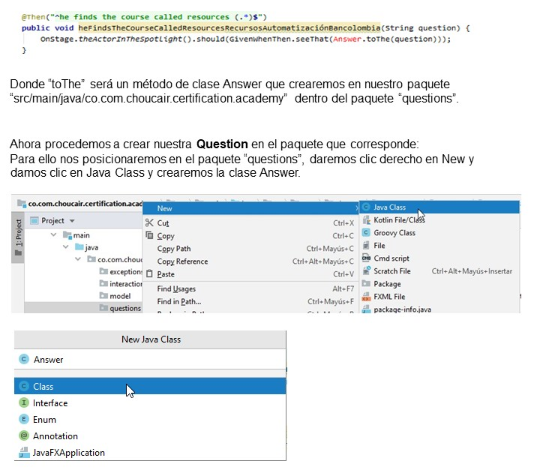 @Then("^he finds the course called resources (.*)$")
public void heFindsTheCourseCalledResourcesRecursosAutomatizaciónBancolombia(String question) {
OnStage.theActorInTheSpotlight().should(GivenWhenThen.seeThat(Answer.toThe(question)));
}
Donde “toThe” será un método de clase Answer que crearemos en nuestro paquete
“src/main/java/co.com.choucair.certification.academy” dentro del paquete “questions”.
Ahora procedemos a crear nuestra Question en el paquete que corresponde:
Para ello nos posicionaremos en el paquete “questions”, daremos clic derecho en New y
damos clic en Java Class y crearemos la clase Answer.
co.com.choucair.certification.acad
1: Project
Project
main
java
co.com.chou
exception
interaction
model
questions
New
Cut Ctrl+X
Copy Ctrl+C
Copy Path Ctrl+Mayús+C
Copy Reference Ctrl+Alt+Mayús+C
Paste Ctrl+V
Find Usages Alt+F7
Find in Path... Ctrl+Mayús+F
Java Class
Kotlin File/Class
Groovy Class
File
Cmd script
Scratch File Ctrl+Alt+Mayús+Insertar
Package
FXML File
package-info.java
New Java Class
Answer
Class
Interface
Enum
Annotation
JavaFXApplication